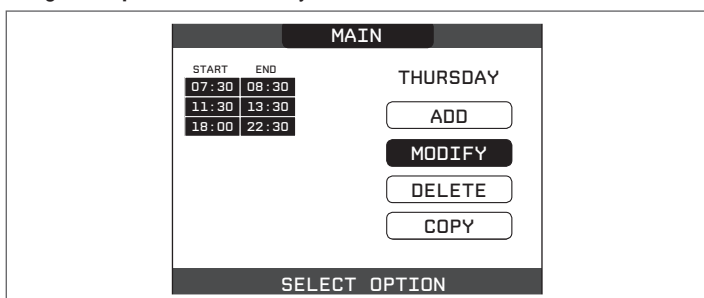 MAIN
START END
07:30 08:30
11:30 13:30
18:00 22:30
THURSDAY
ADD
MODIFY
DELETE
COPY
SELECT OPTION